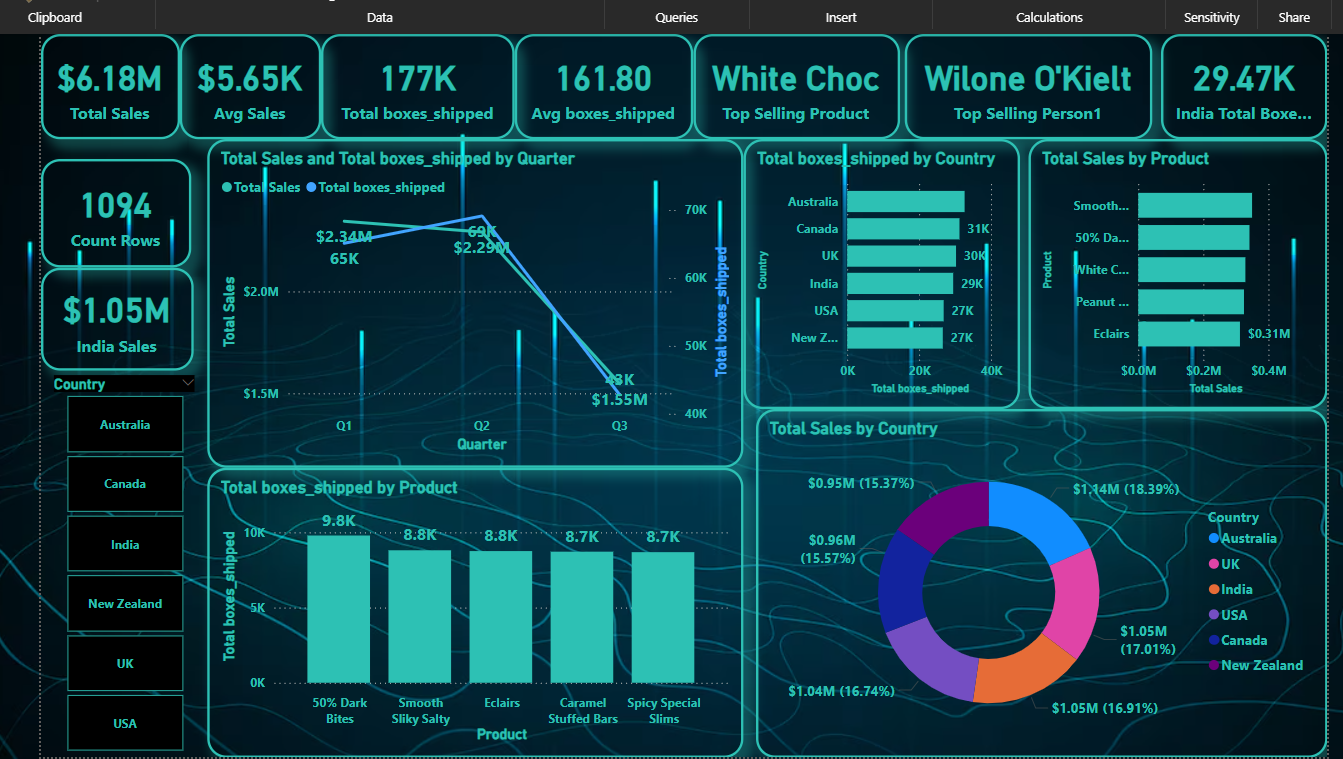 Clipboard
Data
Queries
Insert
Calculations
Sensitivity
Share
$6.18M
Total Sales
$5.65K
Avg Sales
177K
Total boxes_shipped
161.80
Avg boxes_shipped
White Choc
Top Selling Product
Wilone O'Kielt
Top Selling Person1
29.47K
India Total Boxe...
1094
Count Rows
$1.05M
India Sales
Country
Australia
Canada
India
New Zealand
UK
USA
Total Sales and Total boxes_shipped by Quarter
Total Sales
Total boxes_shipped
Total Sales
$2.0M
$1.5M
$2.34M
65K
69K
$2.29M
43K
$1.55M
70K
60K
50K
40K
Total boxes_shipped
Q1
Q2
Q3
Quarter
Total boxes_shipped by Country
Country
Australia
Canada
31K
UK
30K
India
29K
USA
27K
New Z...
27K
0K
20K
40K
Total boxes_shipped
Total Sales by Product
Product
Smooth...
50% Da...
White C...
Peanut ...
Eclairs
$0.31M
$0.0M
$0.2M
$0.4M
Total Sales
Total boxes_shipped by Product
Total boxes_shipped
10K
5K
0K
9.8K
8.8K
8.8K
8.7K
8.7K
50% Dark
Bites
Smooth
Sliky Salty
Eclairs
Caramel
Stuffed Bars
Spicy Special
Slims
Product
Total Sales by Country
$0.95M (15.37%)
$1.14M (18.39%)
$0.96M
(15.57%)
$1.05M
(17.01%)
$1.04M (16.74%)
$1.05M (16.91%)
Country
Australia
UK
India
USA
Canada
New Zealand